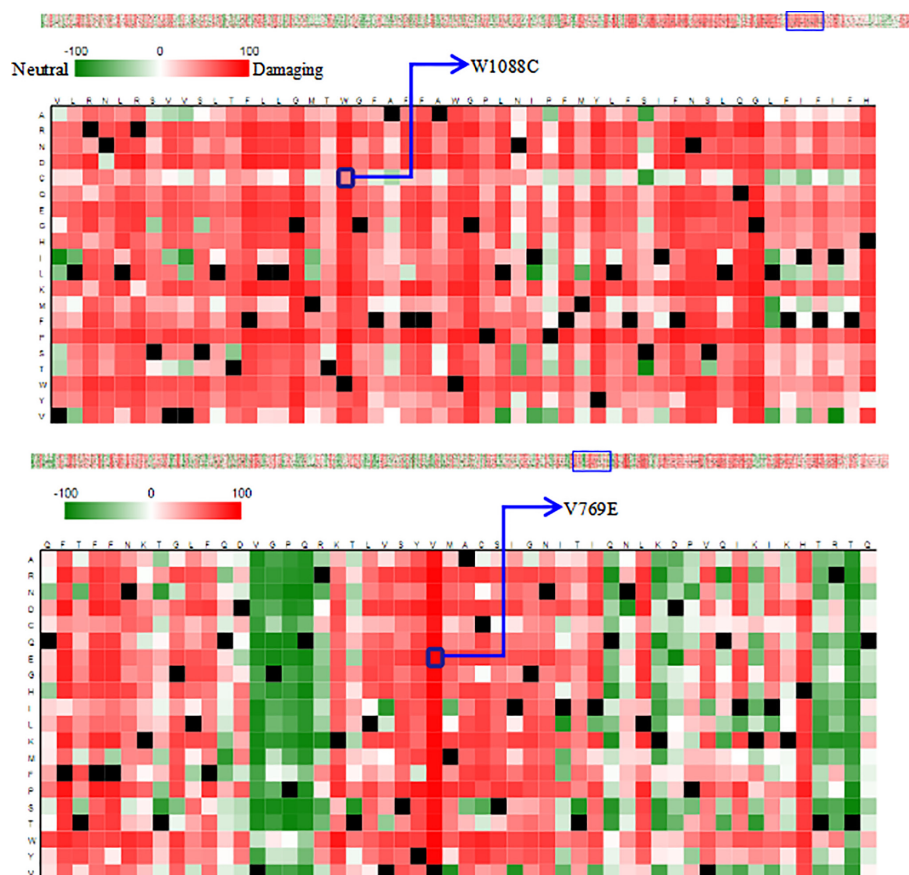 -100 0 100
Neutral Damaging
W1088C
V L R N L R S V V S L T F L L G M T W G F A F F A W G P L N I P F M Y L F S I F N S L Q G L F I F I F H
A
R
N
D
C
Q
E
G
H
I
L
K
M
F
P
S
T
W
Y
V
-100 0 100
V769E
Q F T F F N K T G L F Q D V G P Q R K T L V S Y V M A C S I G N I T I Q N L K D P V Q I K I K H T R T Q
A
R
N
D
C
Q
E
G
H
I
L
K
M
F
P
S
T
W
Y
V